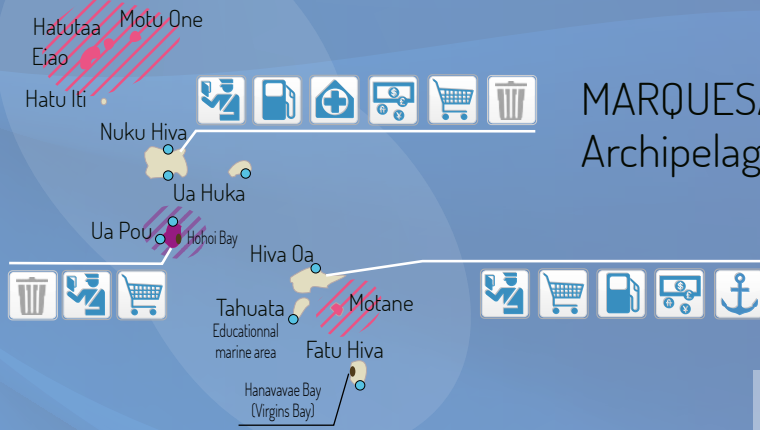 Motu One
Hatutaa
Eiao
Hatu Iti
MARQUESA
Archipelag
Nuku Hiva
Ua Huka
Ua Pou
Hohoi Bay
Hiva Oa
Tahuata
Educationnal
marine area
Motane
Fatu Hiva
Hanavavae Bay
(Virgins Bay)